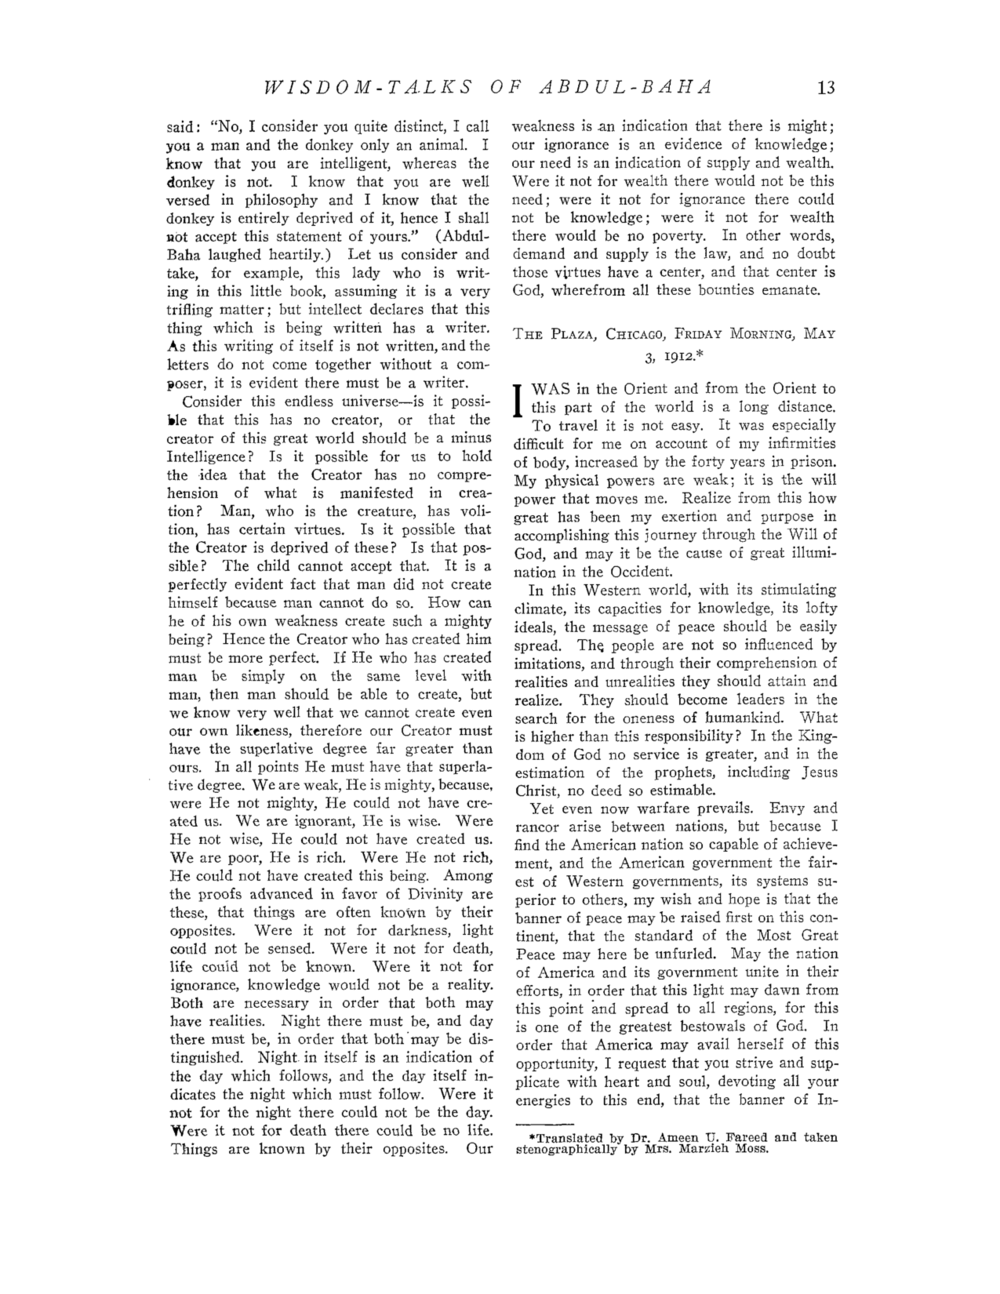 WISDOM-TALKS OF ABDUL-BAHA 13
said: "No, I consider you quite distinct, I call
you a man and the donkey only an animal. I
know that you are intelligent, whereas the
donkey is not. I know that you are well
versed in philosophy and I know that the
donkey is entirely deprived of it, hence I shall
not accept this statement of yours." (Abdul-
Baha laughed heartily.) Let us consider and
take, for example, this lady who is writ-
ing in this little book, assuming it is a very
trifling matter; but intellect declares that this
thing which is being written has a writer.
As this writing of itself is not written, and the
letters do not come together without a com-
poser, it is evident there must be a writer.
Consider this endless universe—is it possi-
ble that this has no creator, or that the
creator of this great world should be a minus
Intelligence? Is it possible for us to hold
the idea that the Creator has no compre-
hension of what is manifested in crea-
tion? Man, who is the creature, has voli-
tion, has certain virtues. Is it possible that
the Creator is deprived of these? Is that pos-
sible? The child cannot accept that. It is a
perfectly evident fact that man did not create
himself because man cannot do so. How can
he of his own weakness create such a mighty
being? Hence the Creator who has created him
must be more perfect. If He who has created
man be simply on the same level with
man, then man should be able to create, but
we know very well that we cannot create even
our own likeness, therefore our Creator must
have the superlative degree far greater than
ours. In all points He must have that superla-
tive degree. We are weak, He is mighty, because,
were He not mighty, He could not have cre-
ated us. We are ignorant, He is wise. Were
He not wise, He could not have created us.
We are poor, He is rich. Were He not rich,
He could not have created this being. Among
the proofs advanced in favor of Divinity are
these, that things are often known by their
opposites. Were it not for darkness, light
could not be sensed. Were it not for death,
life could not be known. Were it not for
ignorance, knowledge would not be a reality.
Both are necessary in order that both may
have realities. Night there must be, and day
there must be, in order that both may be dis-
tinguished. Night in itself is an indication of
the day which follows, and the day itself in-
dicates the night which must follow. Were it
not for the night there could not be the day.
Were it not for death there could be no life.
Things are known by their opposites. Our
weakness is an indication that there is might;
our ignorance is an evidence of knowledge;
our need is an indication of supply and wealth.
Were it not for wealth there would not be this
need; were it not for ignorance there could
not be knowledge; were it not for wealth
there would be no poverty. In other words,
demand and supply is the law, and no doubt
those virtues have a center, and that center is
God, wherefrom all these bounties emanate.
THE PLAZA, CHICAGO, FRIDAY MORNING, MAY
3, 1912.*
I WAS in the Orient and from the Orient to
this part of the world is a long distance.
To travel it is not easy. It was especially
difficult for me on account of my infirmities
of body, increased by the forty years in prison.
My physical powers are weak; it is the will
power that moves me. Realize from this how
great has been my exertion and purpose in
accomplishing this journey through the Will of
God, and may it be the cause of great illumi-
nation in the Occident.
In this Western world, with its stimulating
climate, its capacities for knowledge, its lofty
ideals, the message of peace should be easily
spread. The people are not so influenced by
imitations, and through their comprehension of
realities and unrealities they should attain and
realize. They should become leaders in the
search for the oneness of humankind. What
is higher than this responsibility? In the King-
dom of God no service is greater, and in the
estimation of the prophets, including Jesus
Christ, no deed so estimable.
Yet even now warfare prevails. Envy and
rancor arise between nations, but because I
find the American nation so capable of achieve-
ment, and the American government the fair-
est of Western governments, its systems su-
perior to others, my wish and hope is that the
banner of peace may be raised first on this con-
tinent, that the standard of the Most Great
Peace may here be unfurled. May the nation
of America and its government unite in their
efforts, in order that this light may dawn from
this point and spread to all regions, for this
is one of the greatest bestowals of God. In
order that America may avail herself of this
opportunity, I request that you strive and sup-
plicate with heart and soul, devoting all your
energies to this end, that the banner of In-
*Translated by Dr. Ameen U. Fareed and taken
stenographically by Mrs. Marzieh Moss.